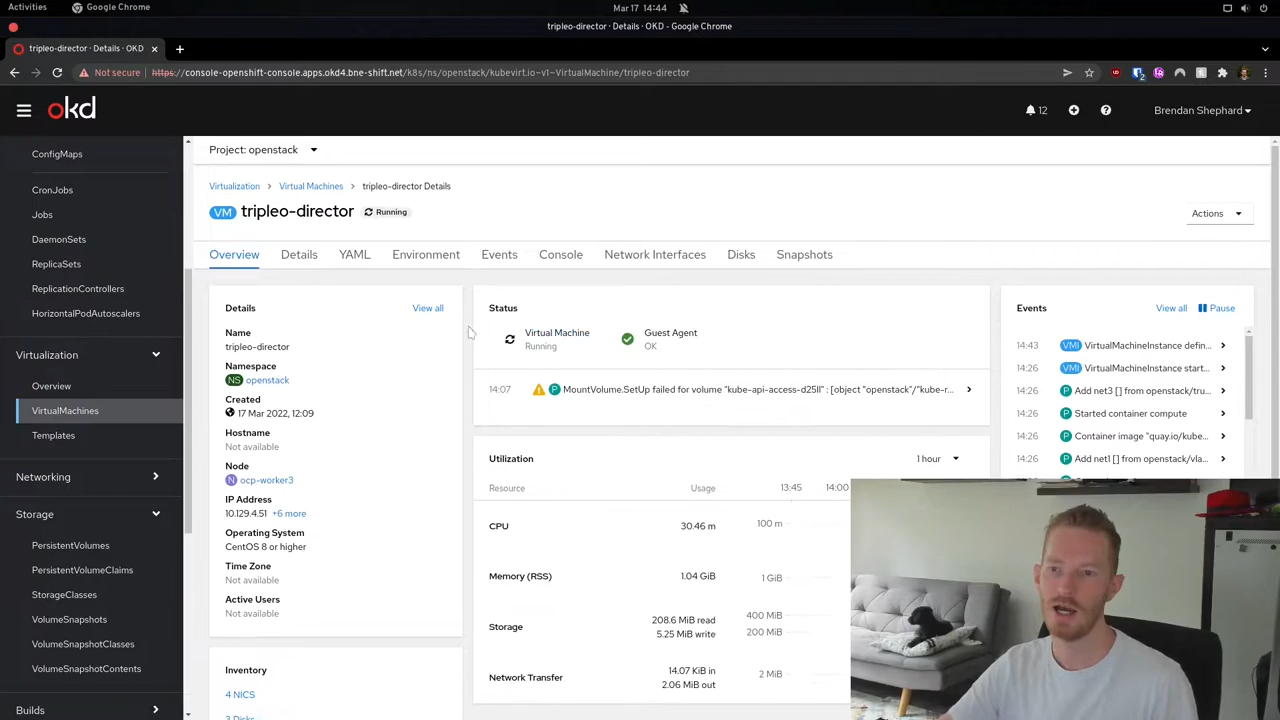 Activities
Google Chrome
Mar 17 14:44
tripleo-director · Details · OKD - Google Chrome
tripleo-director · Details · OKD
Not secure
https://console-openshift-console.apps.okd4.bne-shift.net/k8s/ns/openstack/kubevirt.io~v1~VirtualMachine/tripleo-director
okd
12
Brendan Shephard
ConfigMaps
CronJobs
Jobs
DaemonSets
ReplicaSets
ReplicationControllers
HorizontalPodAutoscalers
Virtualization
Overview
VirtualMachines
Templates
Networking
Storage
PersistentVolumes
PersistentVolumeClaims
StorageClasses
VolumeSnapshots
VolumeSnapshotClasses
VolumeSnapshotContents
Builds
Project: openstack
Virtualization > Virtual Machines > tripleo-director Details
VM tripleo-director Running
Actions
Overview Details YAML Environment Events Console Network Interfaces Disks Snapshots
Details
View all
Name
tripleo-director
Namespace
NS openstack
Created
17 Mar 2022, 12:09
Hostname
Not available
Node
N ocp-worker3
IP Address
10.129.4.51 +6 more
Operating System
CentOS 8 or higher
Time Zone
Not available
Active Users
Not available
Inventory
4 NICS
3 Disks
Status
Virtual Machine
Running
Guest Agent
OK
14:07 P MountVolume.SetUp failed for volume "kube-api-access-d25ll" : [object "openstack"/"kube-r...
Utilization
1 hour
Resource Usage 13:45 14:00
CPU 30.46 m 100 m
Memory (RSS) 1.04 GiB 1 GiB
Storage 208.6 MiB read 400 MiB
5.25 MiB write 200 MiB
Network Transfer 14.07 KiB in 2 MiB
2.06 MiB out
Events
View all
Pause
14:43 VMI VirtualMachineInstance defin...
14:26 VMI VirtualMachineInstance start...
14:26 P Add net3 [] from openstack/tru...
14:26 P Started container compute
14:26 P Container image "quay.io/kube...
14:26 P Add net1 [] from openstack/vla...